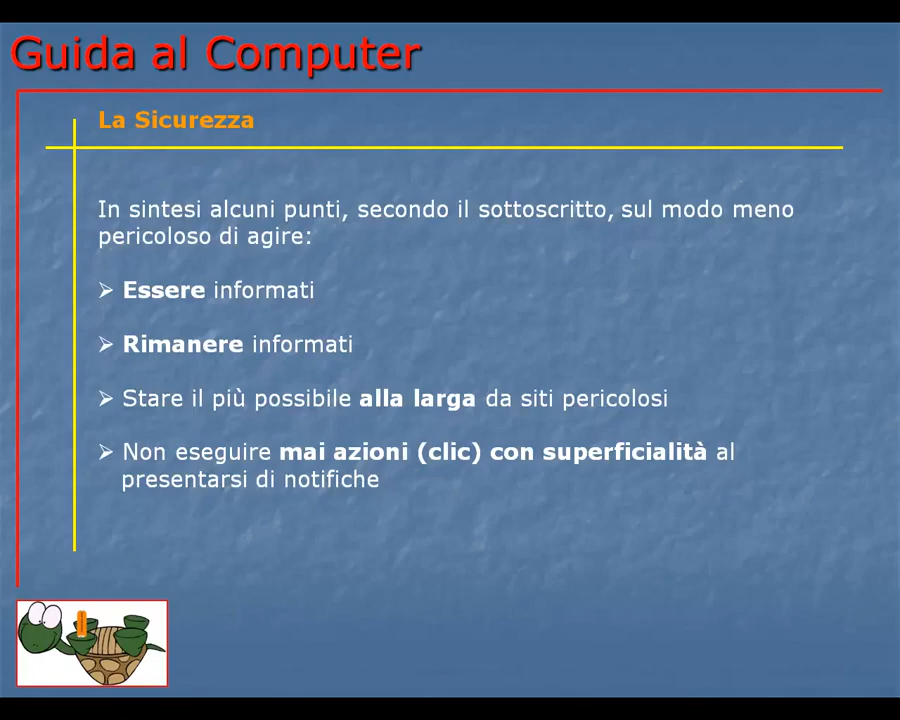 Guida al Computer
La Sicurezza
In sintesi alcuni punti, secondo il sottoscritto, sul modo meno
pericoloso di agire:
➢ Essere informati
➢ Rimanere informati
➢ Stare il più possibile alla larga da siti pericolosi
➢ Non eseguire mai azioni (clic) con superficialità al
presentarsi di notifiche